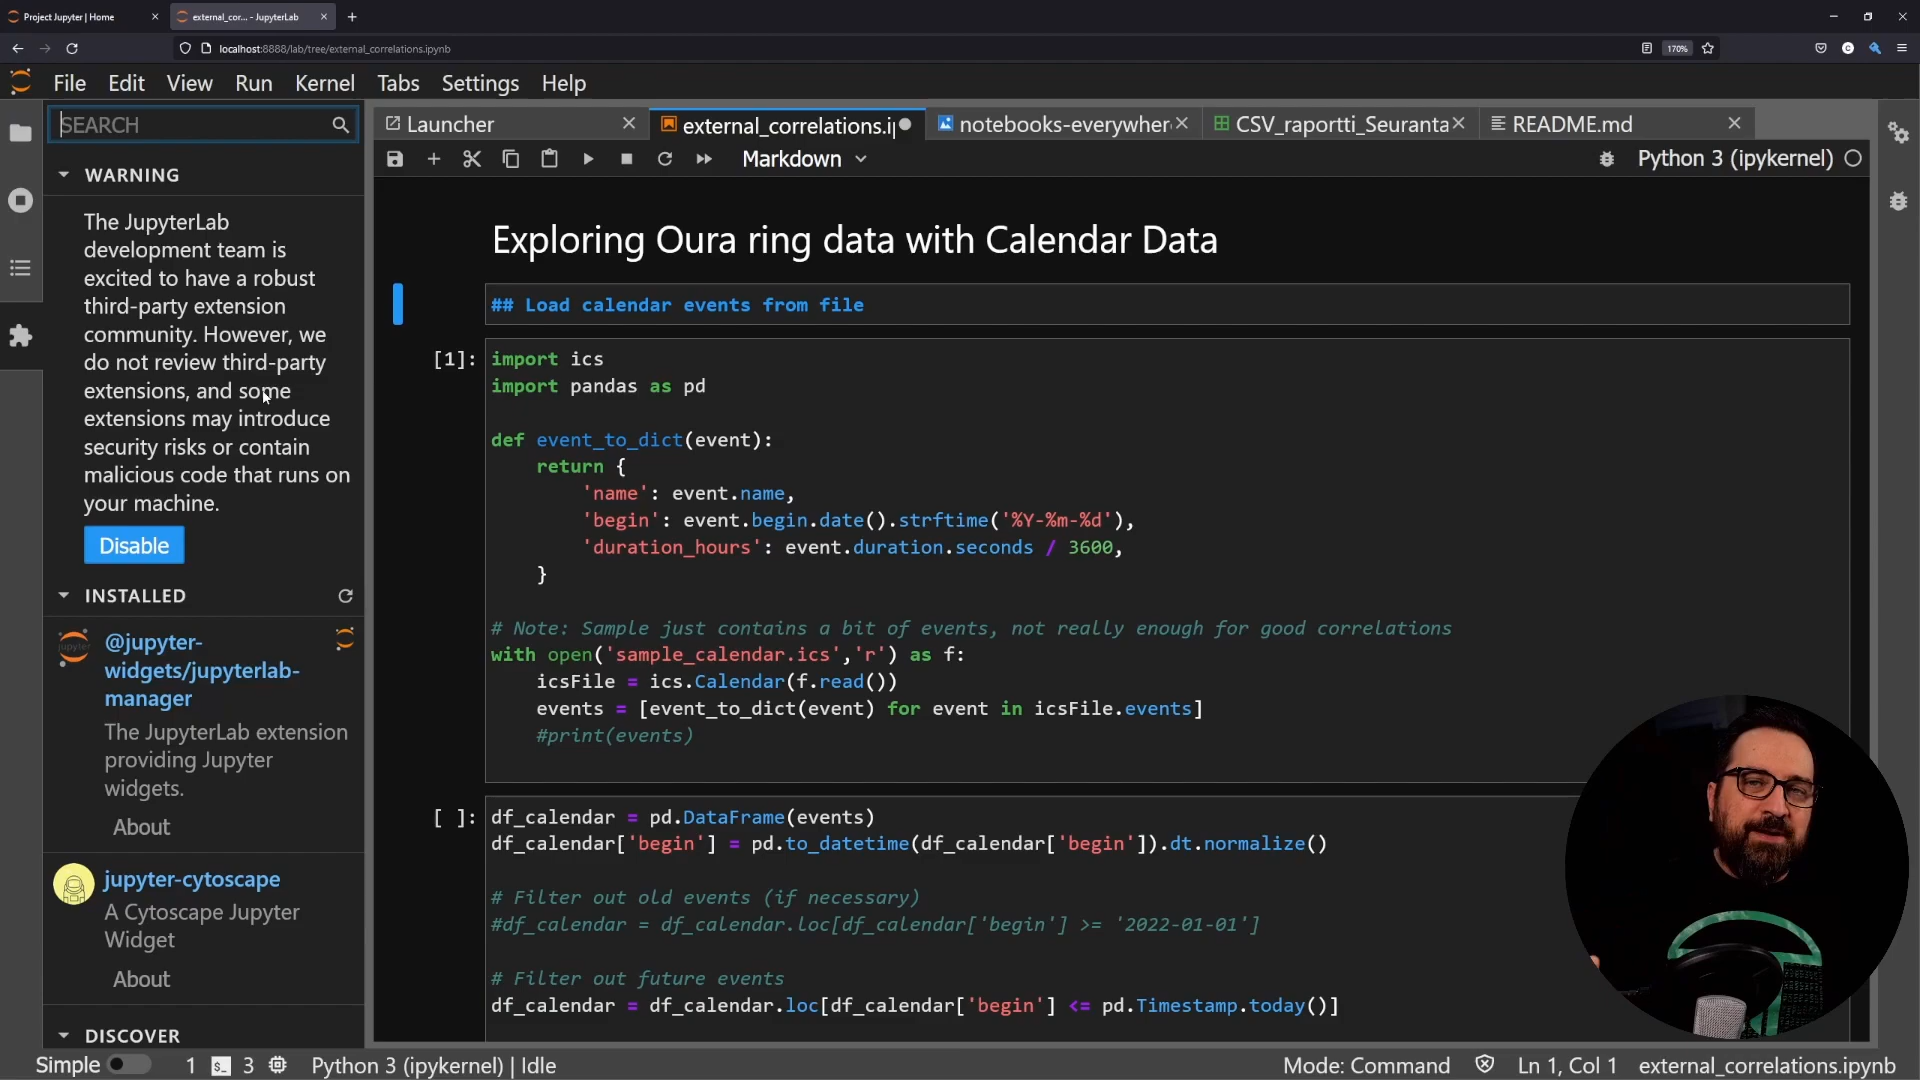 Project Jupyter | Home
external_cor... - JupyterLab
localhost:8888/lab/tree/external_correlations.ipynb
170%
File Edit View Run Kernel Tabs Settings Help
SEARCH
WARNING
The JupyterLab
development team is
excited to have a robust
third-party extension
community. However, we
do not review third-party
extensions, and some
extensions may introduce
security risks or contain
malicious code that runs on
your machine.
Disable
INSTALLED
@jupyter-
widgets/jupyterlab-
manager
The JupyterLab extension
providing Jupyter
widgets.
About
jupyter-cytoscape
A Cytoscape Jupyter
Widget
About
DISCOVER
Launcher
external_correlations.ij
notebooks-everywher
CSV_raportti_Seuranta
README.md
Markdown
Python 3 (ipykernel)
Exploring Oura ring data with Calendar Data
## Load calendar events from file
[1]:
import ics
import pandas as pd
def event_to_dict(event):
return {
'name': event.name,
'begin': event.begin.date().strftime('%Y-%m-%d'),
'duration_hours': event.duration.seconds / 3600,
}
# Note: Sample just contains a bit of events, not really enough for good correlations
with open('sample_calendar.ics','r') as f:
icsFile = ics.Calendar(f.read())
events = [event_to_dict(event) for event in icsFile.events]
#print(events)
[ ]:
df_calendar = pd.DataFrame(events)
df_calendar['begin'] = pd.to_datetime(df_calendar['begin']).dt.normalize()
# Filter out old events (if necessary)
#df_calendar = df_calendar.loc[df_calendar['begin'] >= '2022-01-01']
# Filter out future events
df_calendar = df_calendar.loc[df_calendar['begin'] <= pd.Timestamp.today()]
Simple 1 3 Python 3 (ipykernel) | Idle
Mode: Command Ln 1, Col 1 external_correlations.ipynb